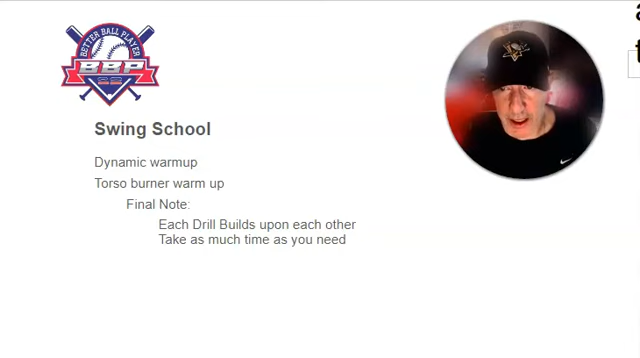 BETTER BALL PLAYER
BBP
Swing School
Dynamic warmup
Torso burner warm up
Final Note:
Each Drill Builds upon each other
Take as much time as you need